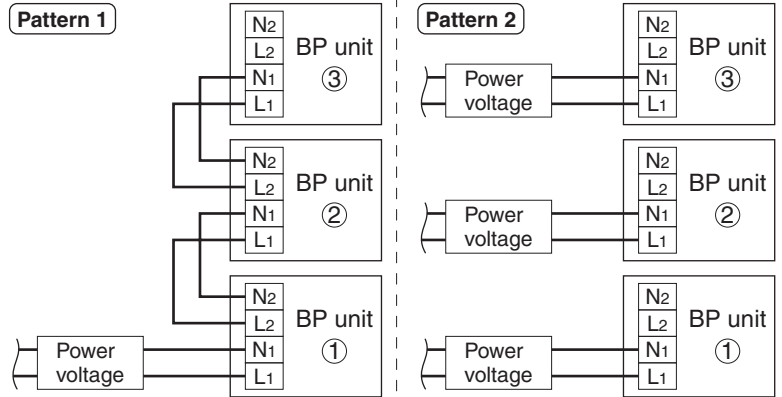 Pattern 1
N2
L2
N1
L1
BP unit
③
N2
L2
N1
L1
BP unit
②
N2
L2
N1
L1
BP unit
①
Power
voltage
Pattern 2
Power
voltage
N2
L2
N1
L1
BP unit
③
Power
voltage
N2
L2
N1
L1
BP unit
②
Power
voltage
N2
L2
N1
L1
BP unit
①